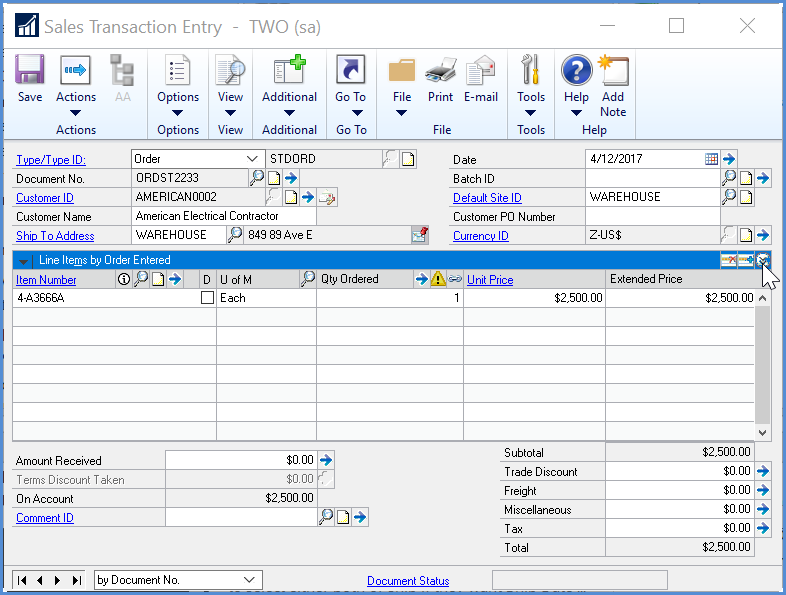 Sales Transaction Entry - TWO (sa)
Save Actions AA Options View Additional Go To File Print E-mail Tools Help Add Note
Actions Options View Additional Go To File Tools Help
Type/Type ID: Order STDORD Date 4/12/2017
Document No. ORDST2233 Batch ID
Customer ID AMERICAN0002 Default Site ID WAREHOUSE
Customer Name American Electrical Contractor Customer PO Number
Ship To Address WAREHOUSE 849 89 Ave E Currency ID Z-US$
Line Items by Order Entered
Item Number D U of M Qty Ordered Unit Price Extended Price
4-A3666A Each 1 $2,500.00 $2,500.00
Subtotal $2,500.00
Amount Received $0.00 Trade Discount $0.00
Terms Discount Taken $0.00 Freight $0.00
On Account $2,500.00 Miscellaneous $0.00
Comment ID Tax $0.00
Total $2,500.00
by Document No. Document Status